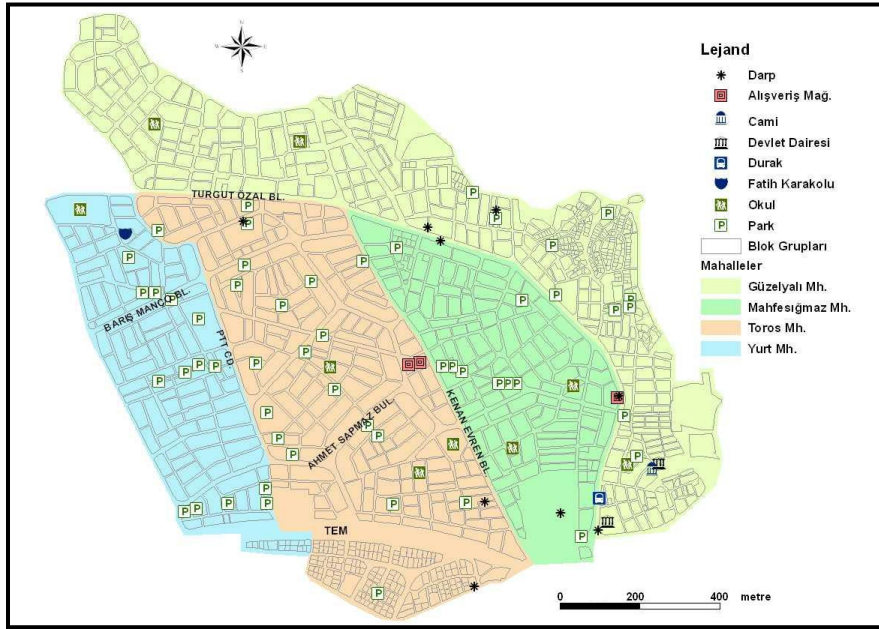 N
W E
S
Lejand
Darp
Alışveriş Mağ.
Cami
Devlet Dairesi
Durak
Fatih Karakolu
Okul
P Park
Blok Grupları
Mahalleler
Güzelyalı Mh.
Mahfesığmaz Mh.
Toros Mh.
Yurt Mh.
TURGUT ÖZAL BL.
BARIŞ MANÇO BL.
PTT CD.
AHMET SAPMAZ BUL.
KENAN EVREN BL.
TEM
0 200 400 metre